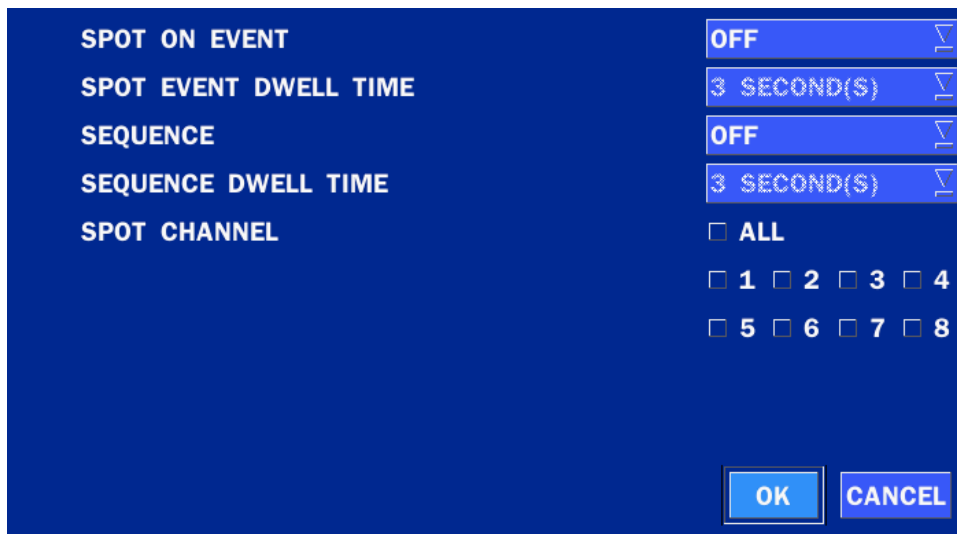 SPOT ON EVENT OFF
SPOT EVENT DWELL TIME 3 SECOND(S)
SEQUENCE OFF
SEQUENCE DWELL TIME 3 SECOND(S)
SPOT CHANNEL ALL
1 2 3 4
5 6 7 8
OK CANCEL